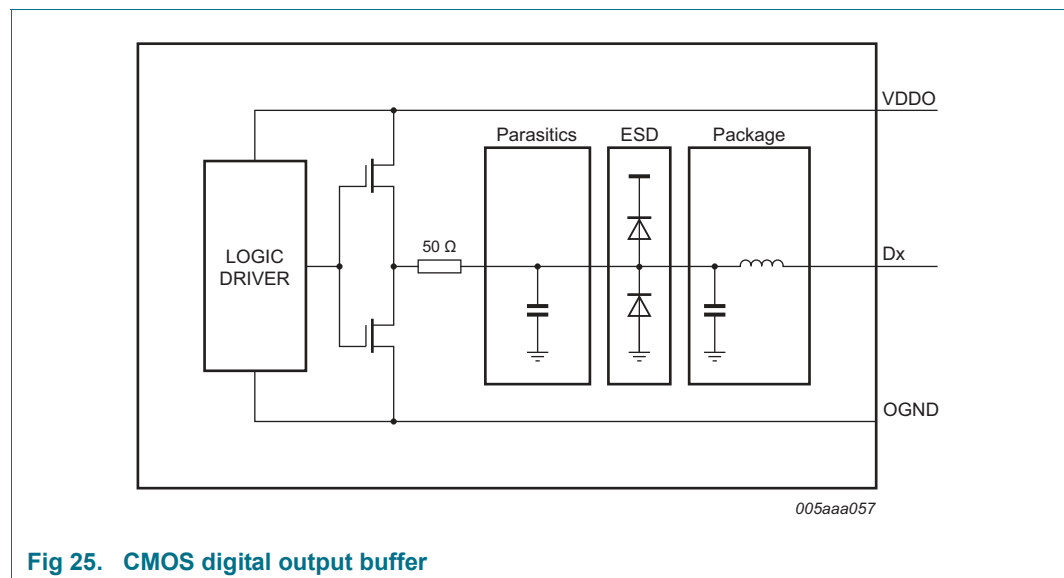 VDDO
Parasitics
ESD
Package
50 Ω
LOGIC
DRIVER
Dx
OGND
005aaa057
Fig 25. CMOS digital output buffer